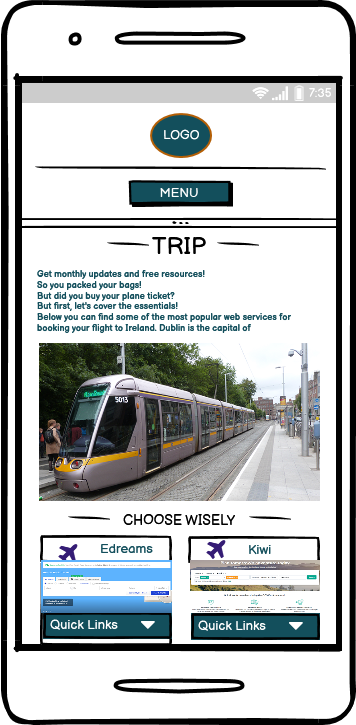 7:35
LOGO
MENU
TRIP
Get monthly updates and free resources!
So you packed your bags!
But did you buy your plane ticket?
But first, let's cover the essentials!
Below you can find some of the most popular web services for
booking your flight to Ireland. Dublin is the capital of
5013
CHOOSE WISELY
Edreams
Kiwi
Quick Links
Quick Links